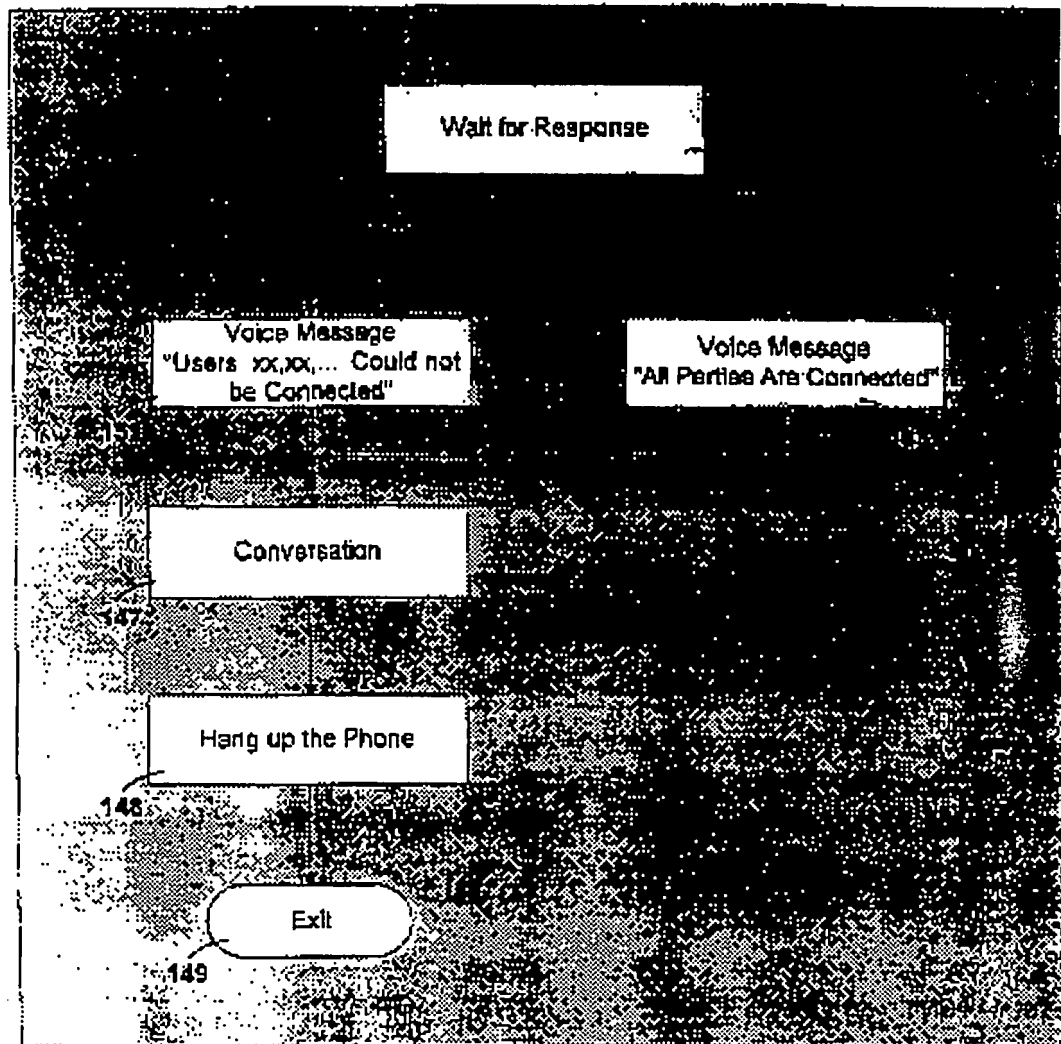 Wait for Response
Voice Message
"Users xx,xx,... Could not
be Connected"
Voice Message
"All Parties Are Connected"
Conversation
147
Hang up the Phone
148
Exit
149